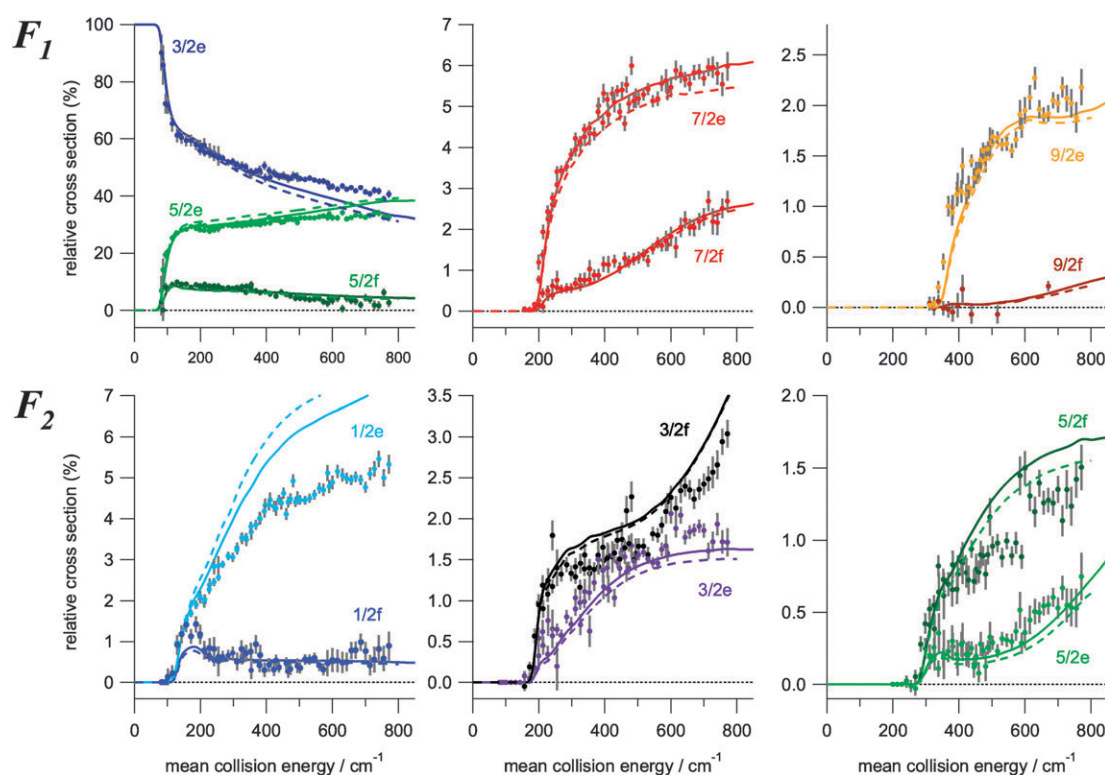 F1
relative cross section (%)
100
80
60
40
20
0
3/2e
5/2e
5/2f
0 200 400 600 800
7
6
5
4
3
2
1
0
7/2e
7/2f
0 200 400 600 800
2.5
2.0
1.5
1.0
0.5
0.0
9/2e
9/2f
0 200 400 600 800
F2
relative cross section (%)
7
6
5
4
3
2
1
0
1/2e
1/2f
0 200 400 600 800
mean collision energy / cm-1
3.5
3.0
2.5
2.0
1.5
1.0
0.5
0.0
3/2f
3/2e
0 200 400 600 800
mean collision energy / cm-1
2.0
1.5
1.0
0.5
0.0
5/2f
5/2e
0 200 400 600 800
mean collision energy / cm-1